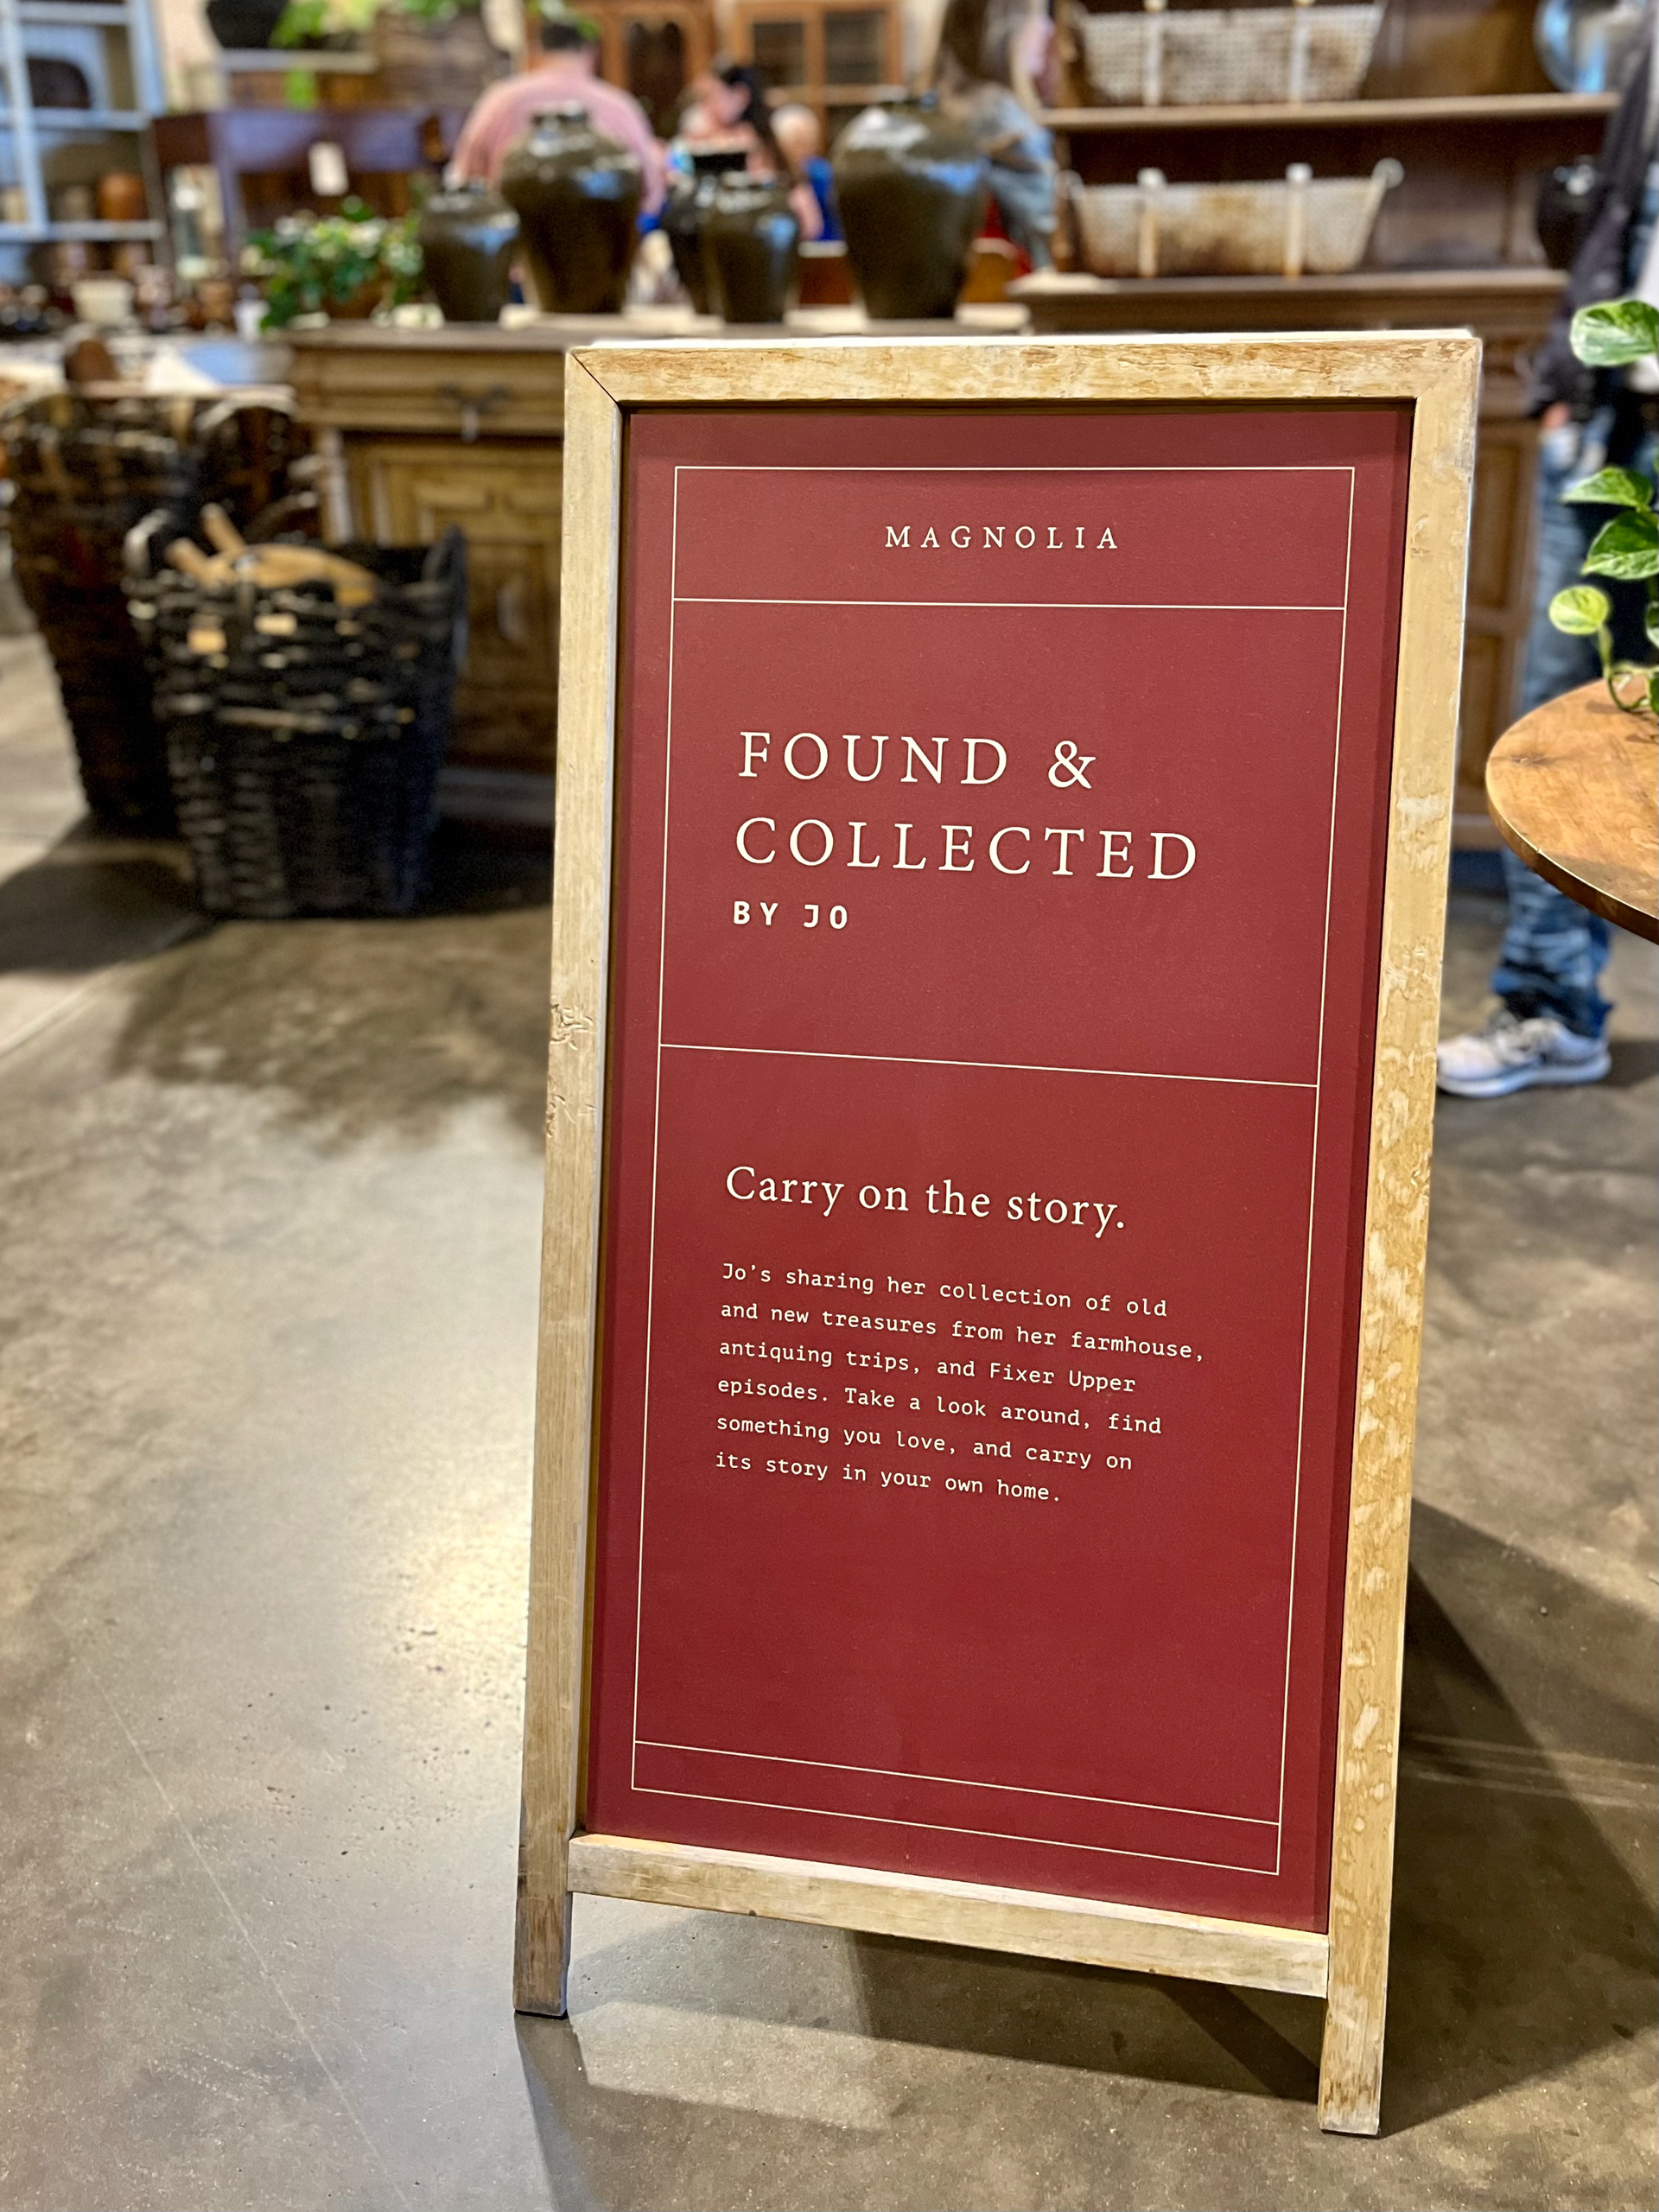 MAGNOLIA
FOUND &
COLLECTED
BY JO
Carry on the story.
Jo's sharing her collection of old
and new treasures from her farmhouse,
antiquing trips, and Fixer Upper
episodes. Take a look around, find
something you love, and carry on
its story in your own home.